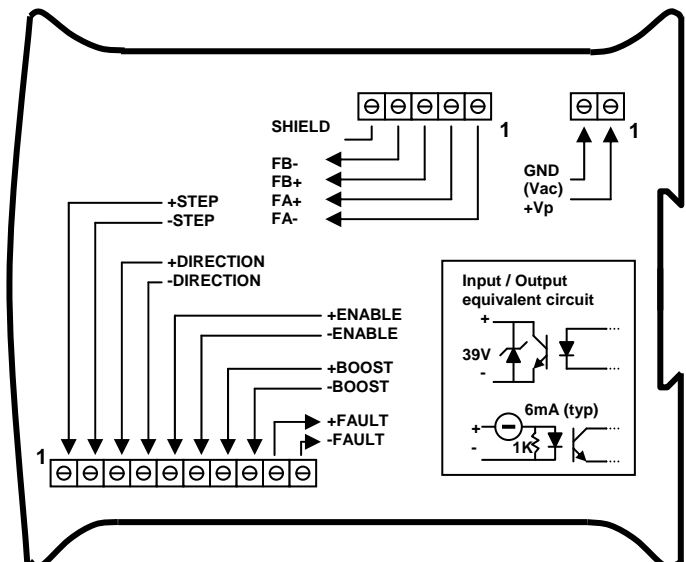 SHIELD
1
1
FB-
FB+
FA+
FA-
GND
(Vac)
+Vp
+STEP
-STEP
+DIRECTION
-DIRECTION
+ENABLE
-ENABLE
+BOOST
-BOOST
+FAULT
-FAULT
1
Input / Output
equivalent circuit
+
39V
-
6mA (typ)
+
-
1K